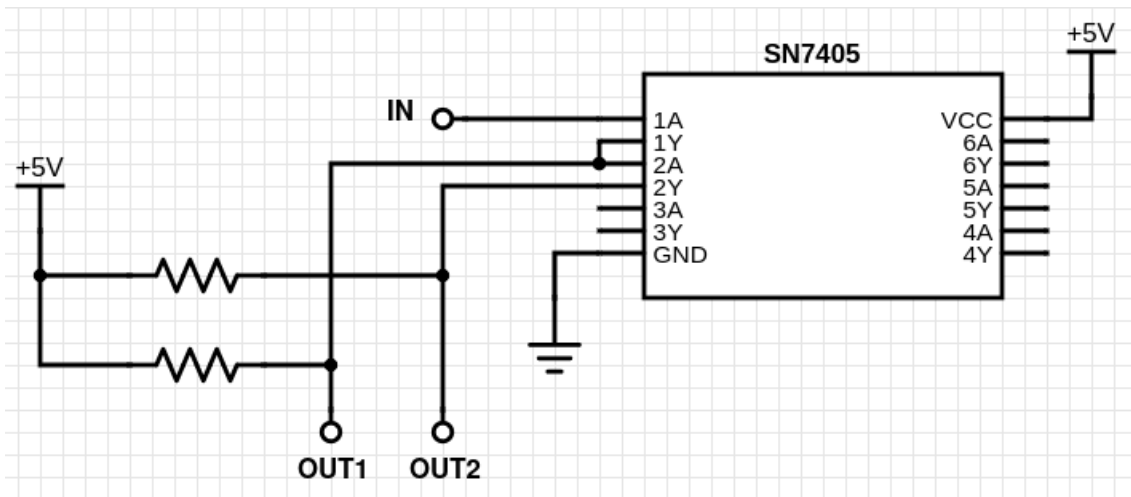 +5V
SN7405
IN
1A
1Y
2A
2Y
3A
3Y
GND
VCC
6A
6Y
5A
5Y
4A
4Y
+5V
OUT1
OUT2